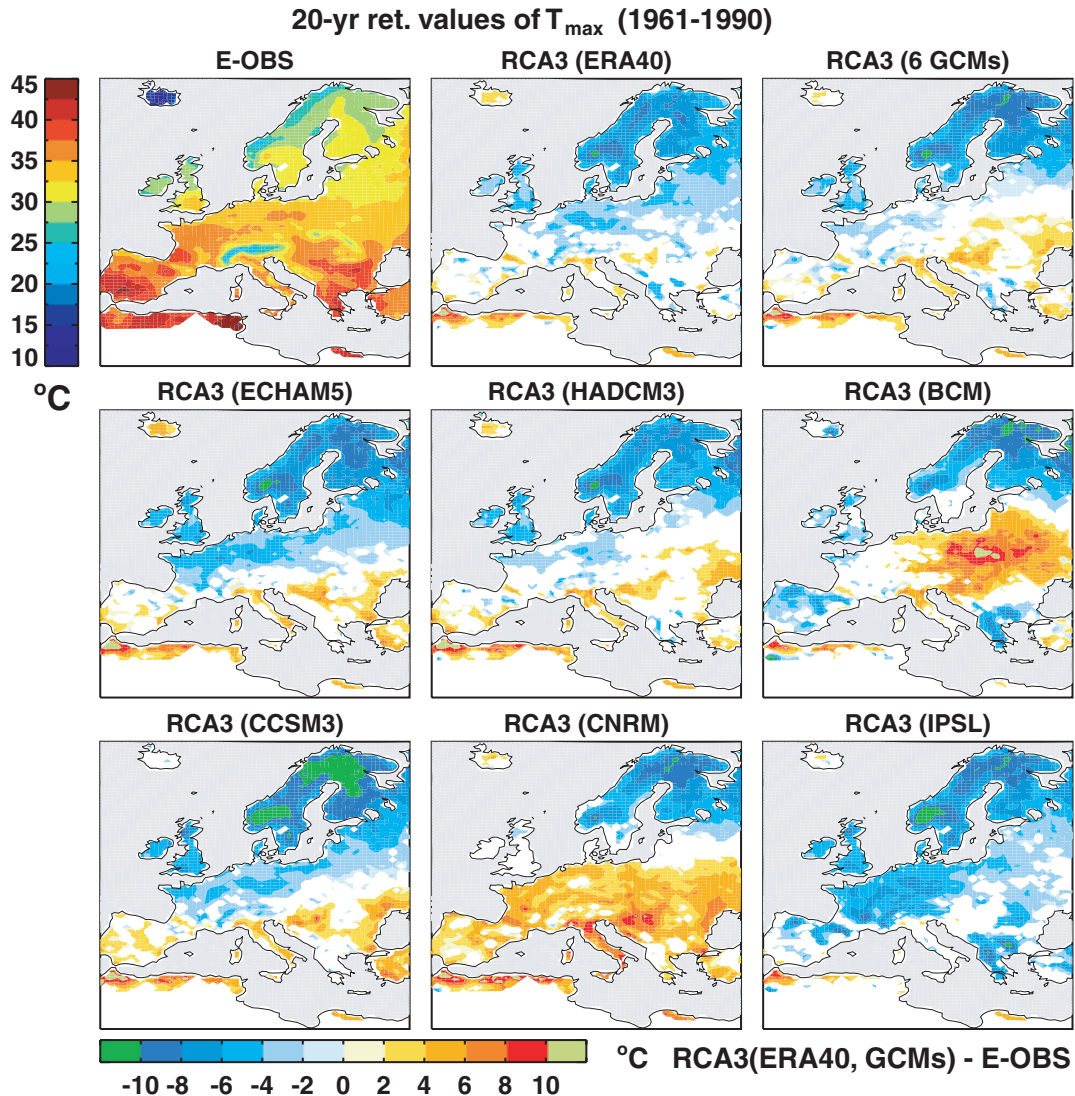 20-yr ret. values of Tmax (1961-1990)
E-OBS
RCA3 (ERA40)
RCA3 (6 GCMs)
45
40
35
30
25
20
15
10
ºC
RCA3 (ECHAM5)
RCA3 (HADCM3)
RCA3 (BCM)
RCA3 (CCSM3)
RCA3 (CNRM)
RCA3 (IPSL)
-10 -8 -6 -4 -2 0 2 4 6 8 10
ºC RCA3(ERA40, GCMs) - E-OBS